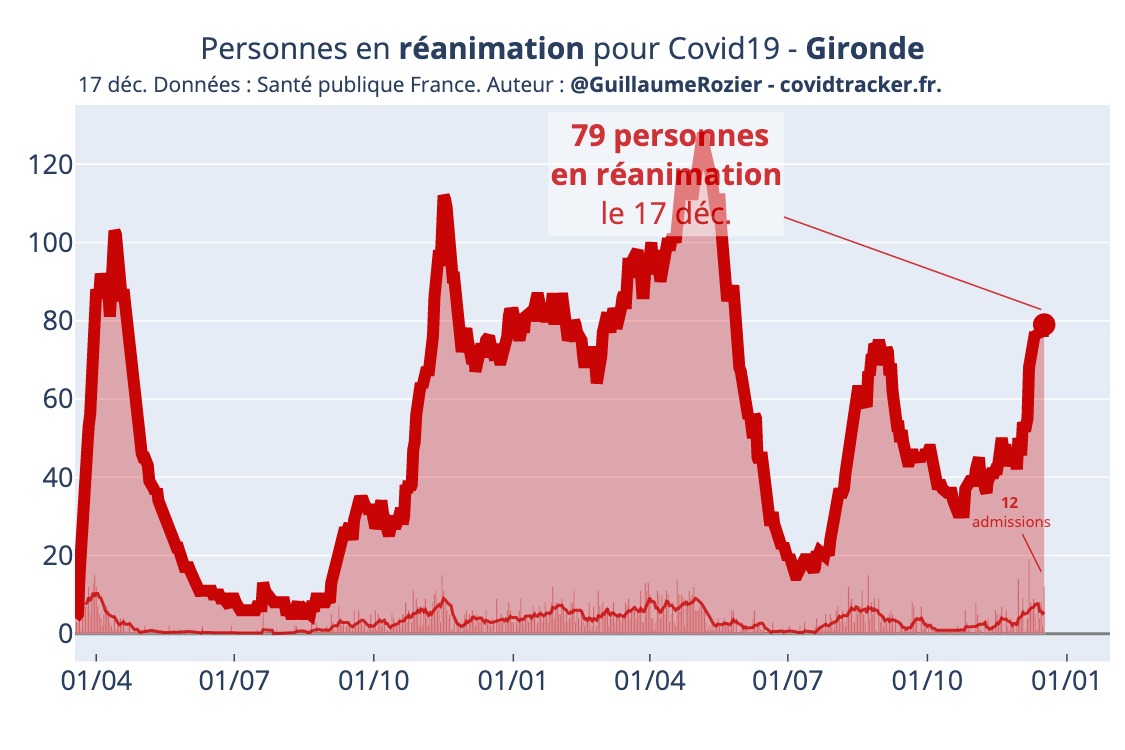 Personnes en réanimation pour Covid19 - Gironde
17 déc. Données : Santé publique France. Auteur : @GuillaumeRozier - covidtracker.fr.
79 personnes
en réanimation
le 17 déc.
120
100
80
60
40
20
0
12
admissions
01/04
01/07
01/10
01/01
01/04
01/07
01/10
01/01